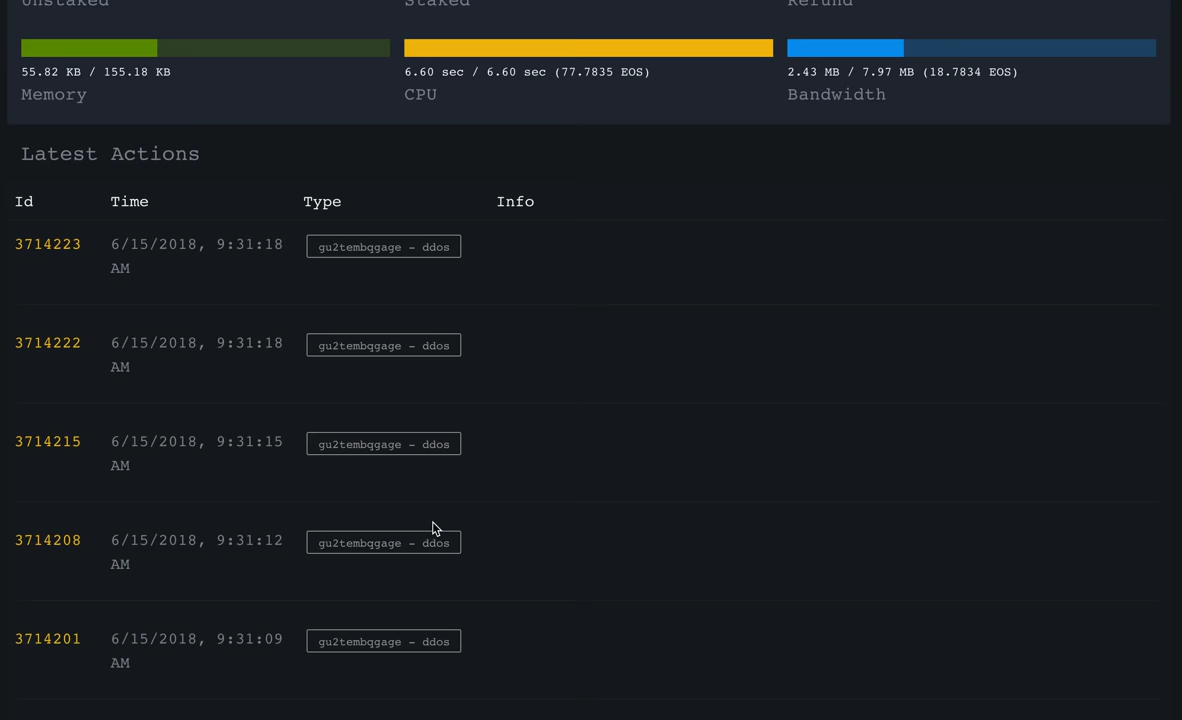 Unstaked Staked Refund
55.82 KB / 155.18 KB 6.60 sec / 6.60 sec (77.7835 EOS) 2.43 MB / 7.97 MB (18.7834 EOS)
Memory CPU Bandwidth
Latest Actions
Id Time Type Info
3714223 6/15/2018, 9:31:18 gu2tembqgage - ddos
AM
3714222 6/15/2018, 9:31:18 gu2tembqgage - ddos
AM
3714215 6/15/2018, 9:31:15 gu2tembqgage - ddos
AM
3714208 6/15/2018, 9:31:12 gu2tembqgage - ddos
AM
3714201 6/15/2018, 9:31:09 gu2tembqgage - ddos
AM